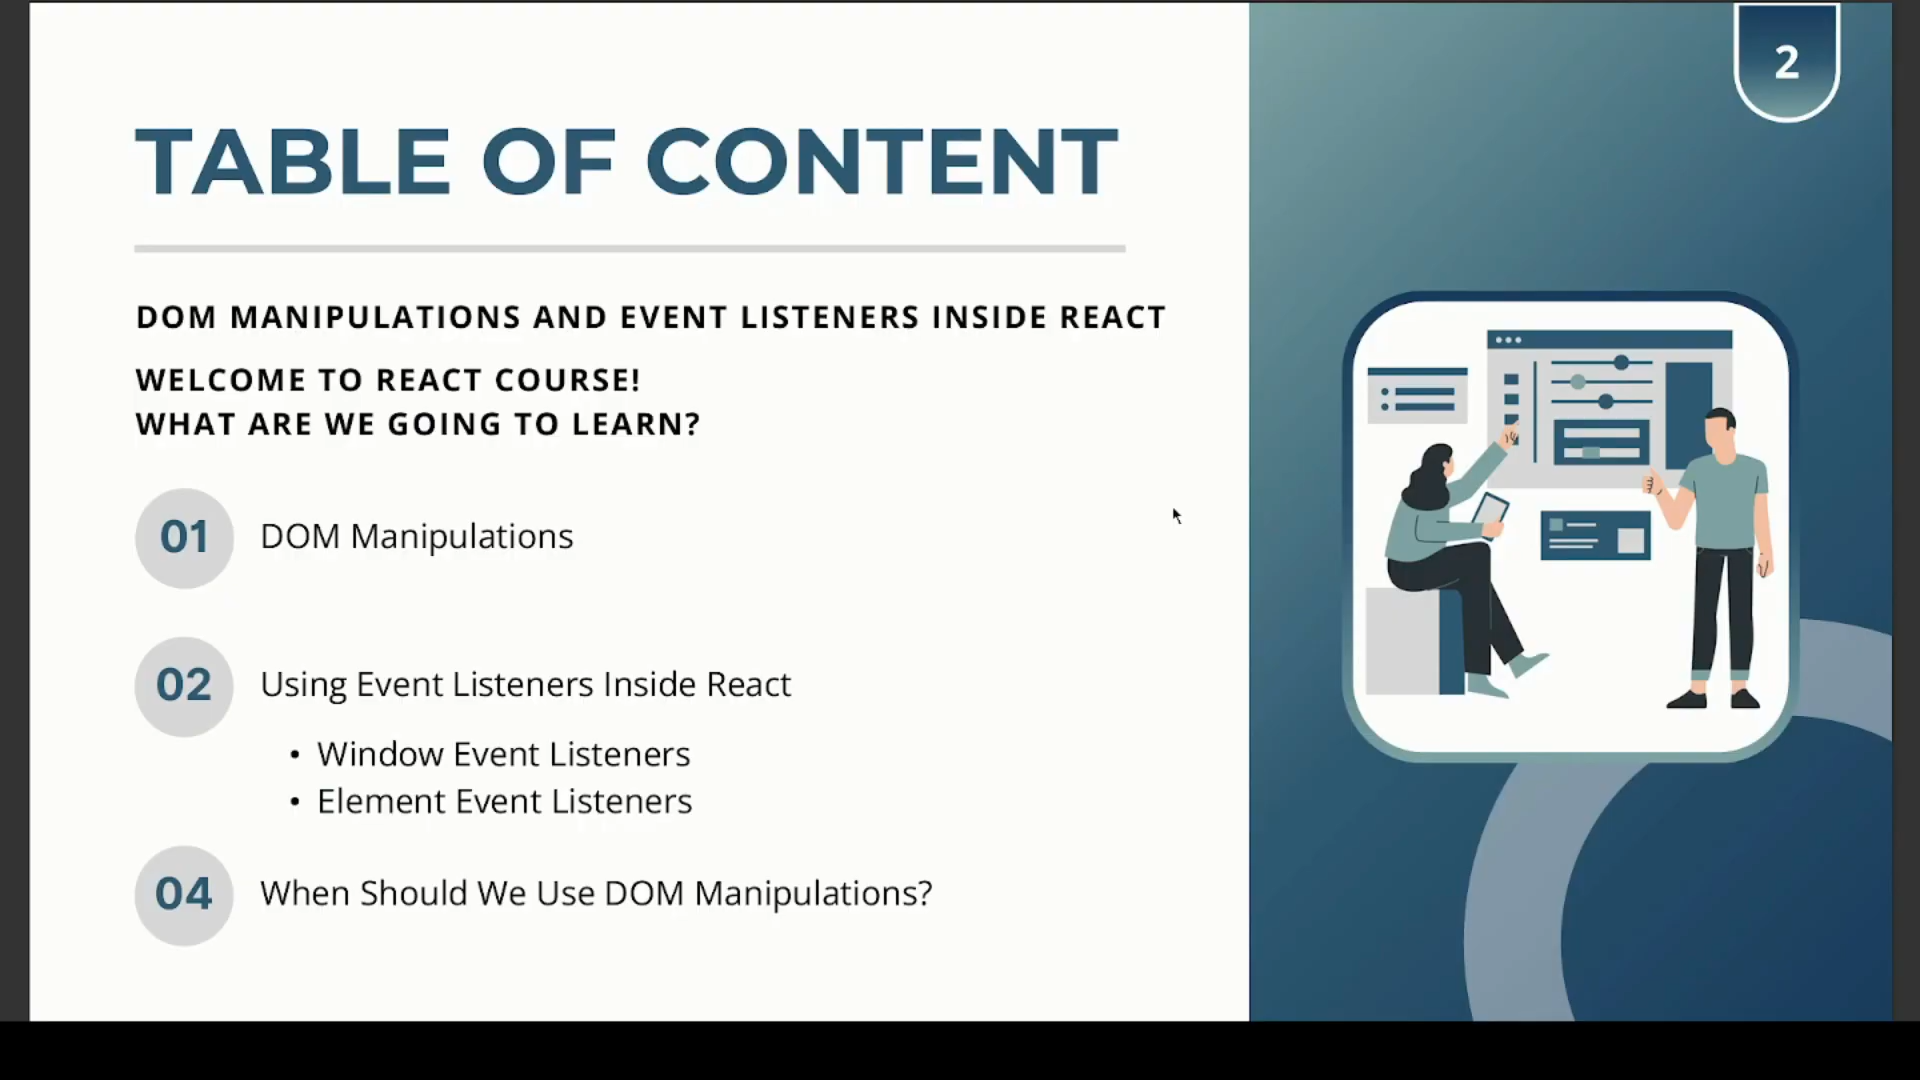 2
TABLE OF CONTENT
DOM MANIPULATIONS AND EVENT LISTENERS INSIDE REACT
WELCOME TO REACT COURSE!
WHAT ARE WE GOING TO LEARN?
01 DOM Manipulations
02 Using Event Listeners Inside React
• Window Event Listeners
• Element Event Listeners
04 When Should We Use DOM Manipulations?